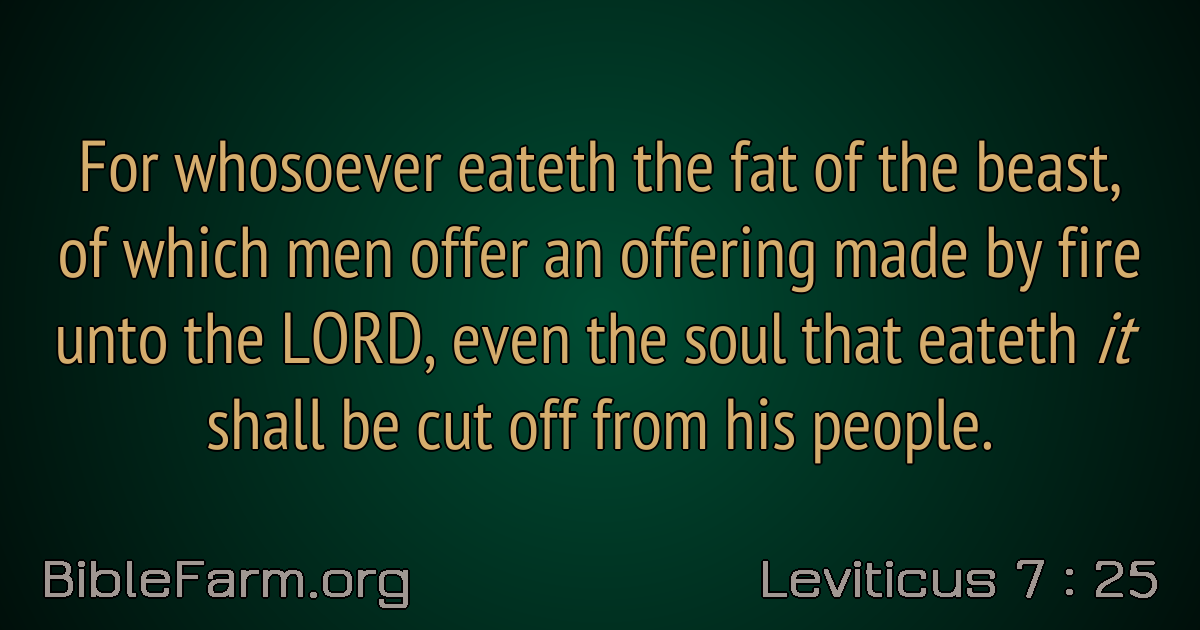 For whosoever eateth the fat of the beast,
of which men offer an offering made by fire
unto the LORD, even the soul that eateth it
shall be cut off from his people.
BibleFarm.org
Leviticus 7 : 25